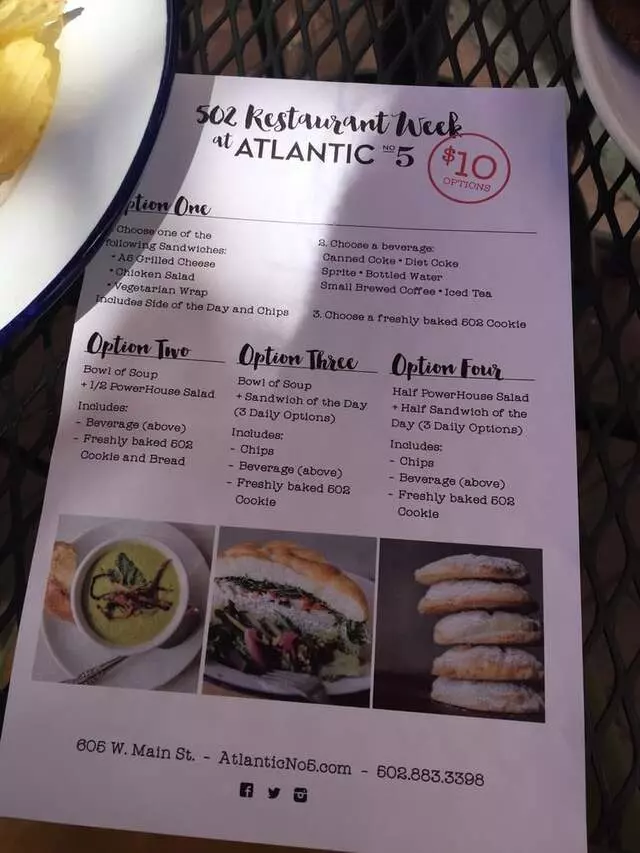 502 Restaurant Week
at ATLANTIC NO 5
$10
OPTIONS
ption One
Choose one of the
following Sandwiches:
• A5 Grilled Cheese
• Chicken Salad
• Vegetarian Wrap
Includes Side of the Day and Chips
2. Choose a beverage:
Canned Coke • Diet Coke
Sprite • Bottled Water
Small Brewed Coffee • Iced Tea
3. Choose a freshly baked 502 Cookie
Option Two
Bowl of Soup
+ 1/2 PowerHouse Salad
Includes:
- Beverage (above)
- Freshly baked 502
Cookie and Bread
Option Three
Bowl of Soup
+ Sandwich of the Day
(3 Daily Options)
Includes:
- Chips
- Beverage (above)
- Freshly baked 502
Cookie
Option Four
Half PowerHouse Salad
+ Half Sandwich of the
Day (3 Daily Options)
Includes:
- Chips
- Beverage (above)
- Freshly baked 502
Cookie
605 W. Main St. - AtlanticNo5.com - 502.883.3398